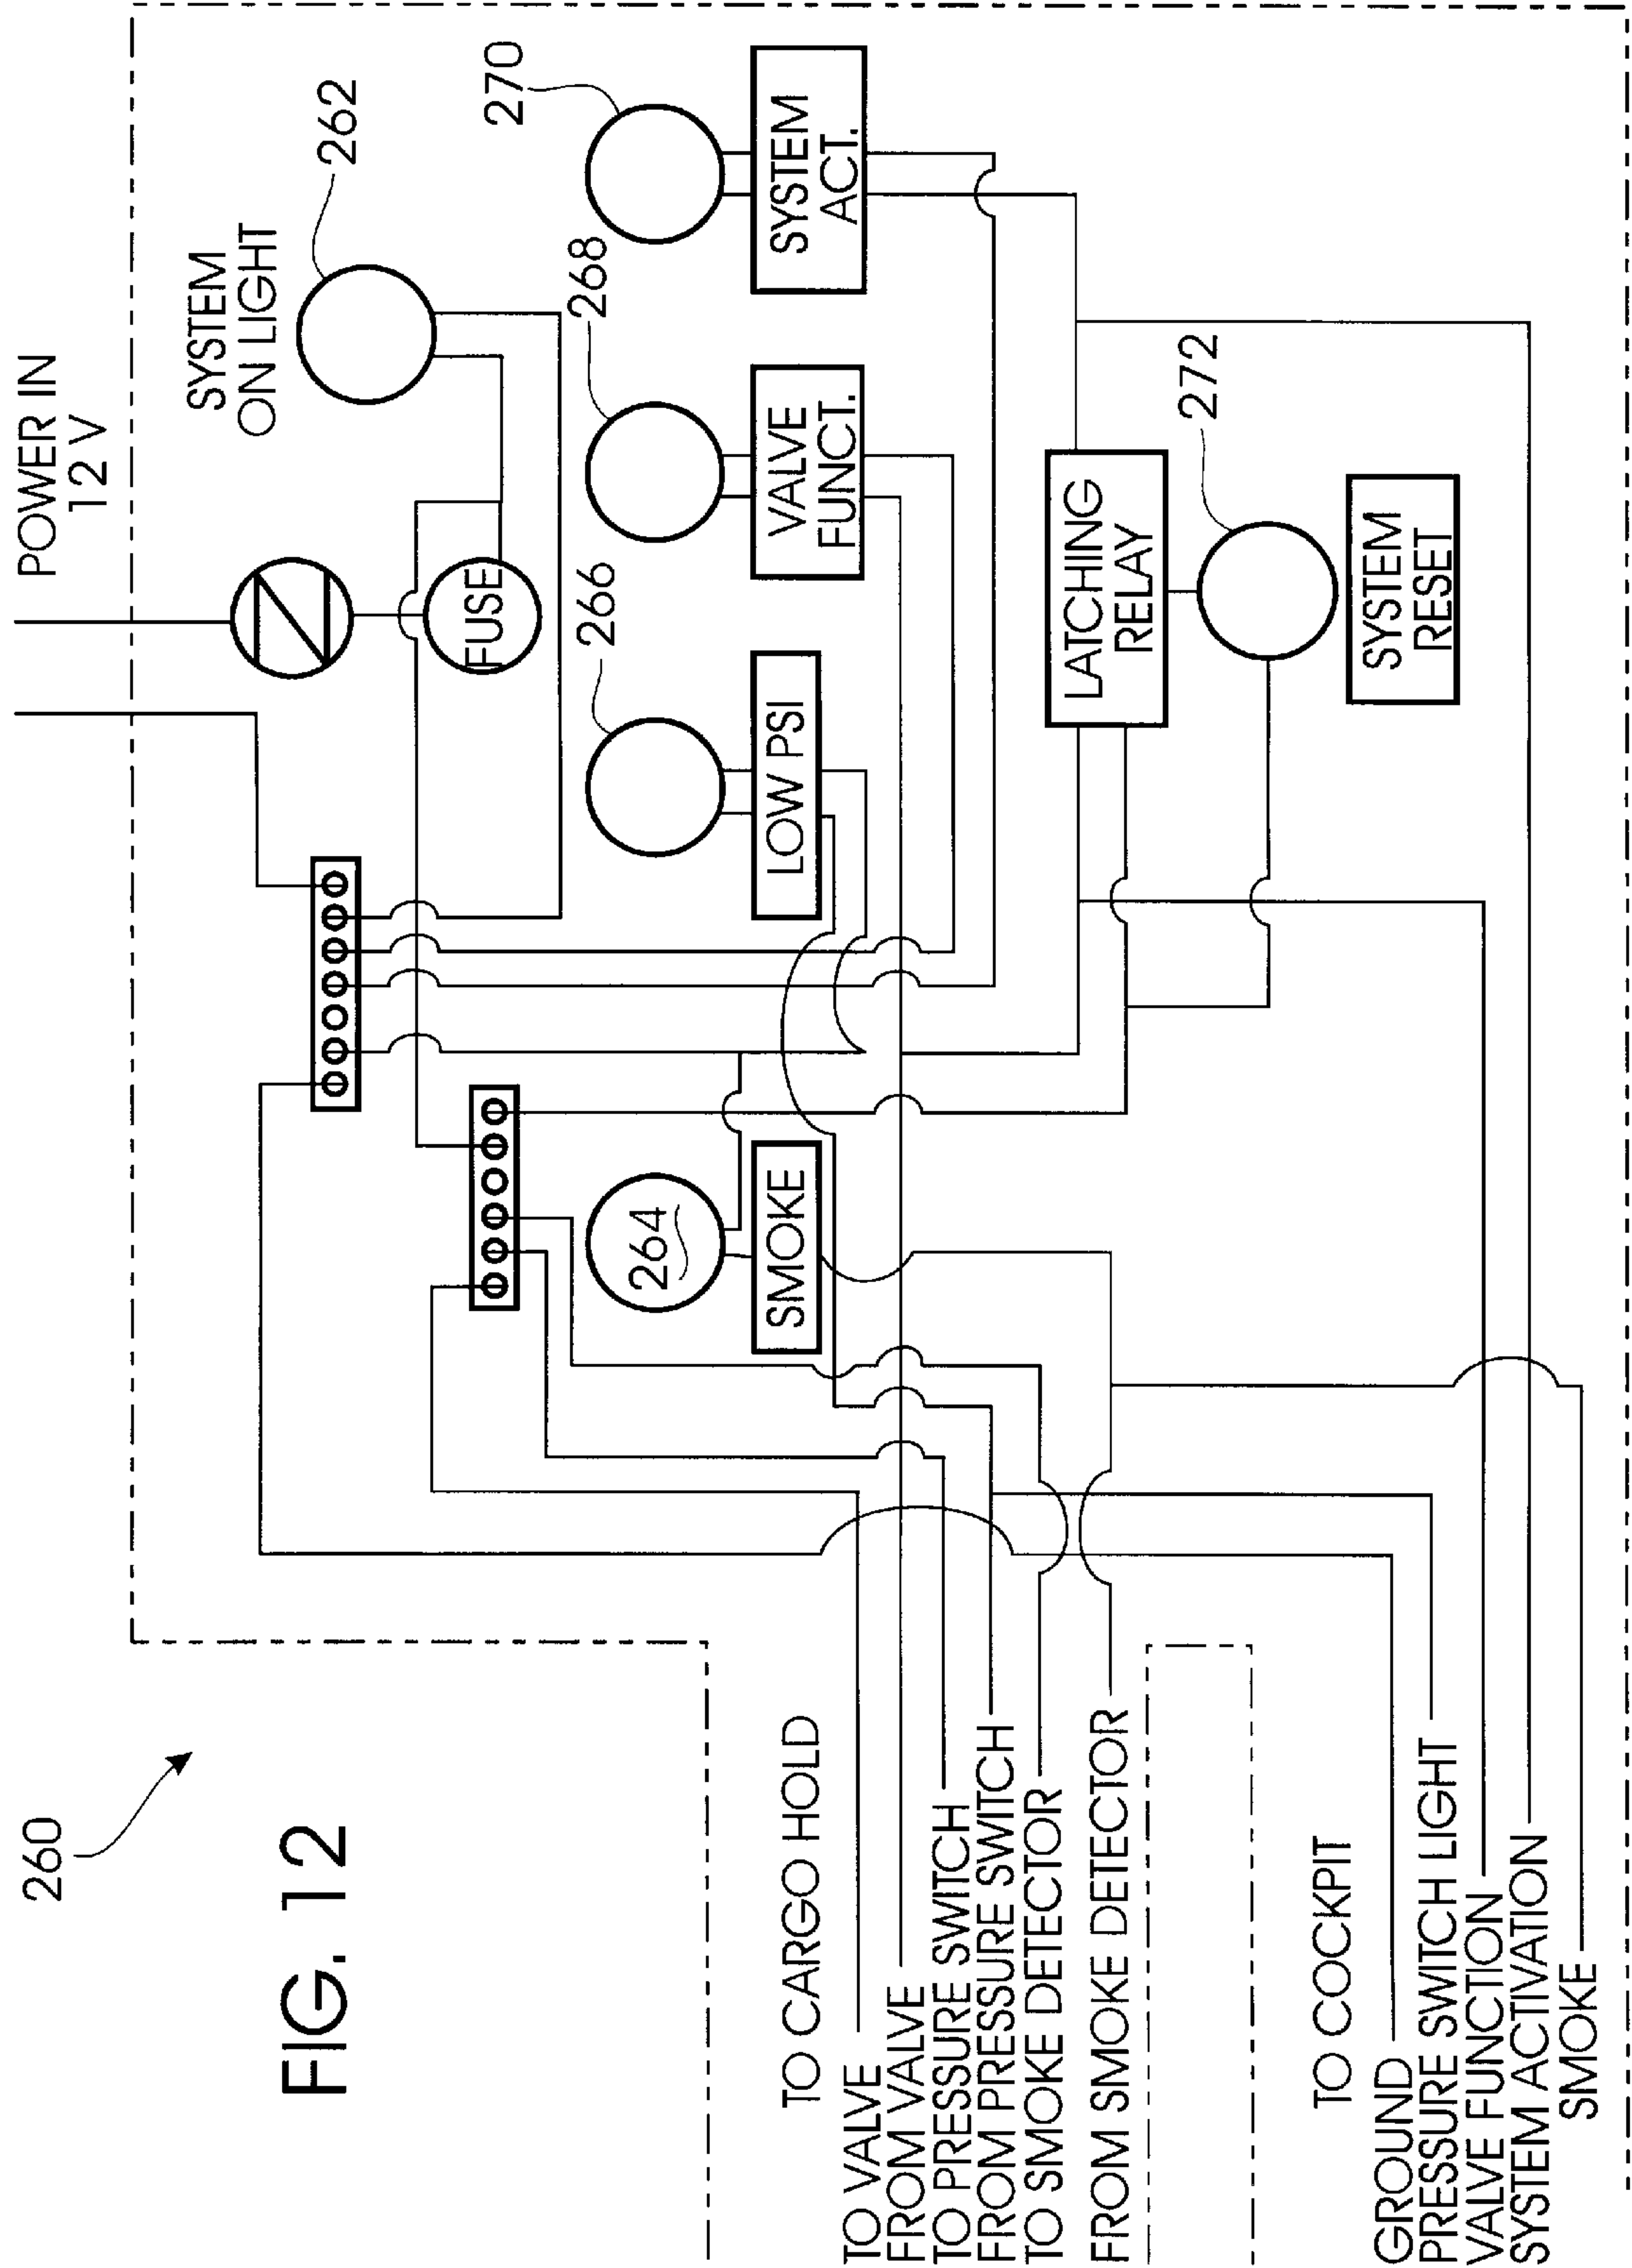 260
FIG. 12
POWER IN
12 V
SYSTEM
ON LIGHT
262
FUSE
264
SMOKE
266
LOW PSI
268
VALVE
FUNCT.
270
SYSTEM
ACT.
LATCHING
RELAY
272
SYSTEM
RESET
TO CARGO HOLD
TO VALVE
FROM VALVE
TO PRESSURE SWITCH
FROM PRESSURE SWITCH
TO SMOKE DETECTOR
FROM SMOKE DETECTOR
TO COCKPIT
GROUND
PRESSURE SWITCH LIGHT
VALVE FUNCTION
SYSTEM ACTIVATION
SMOKE